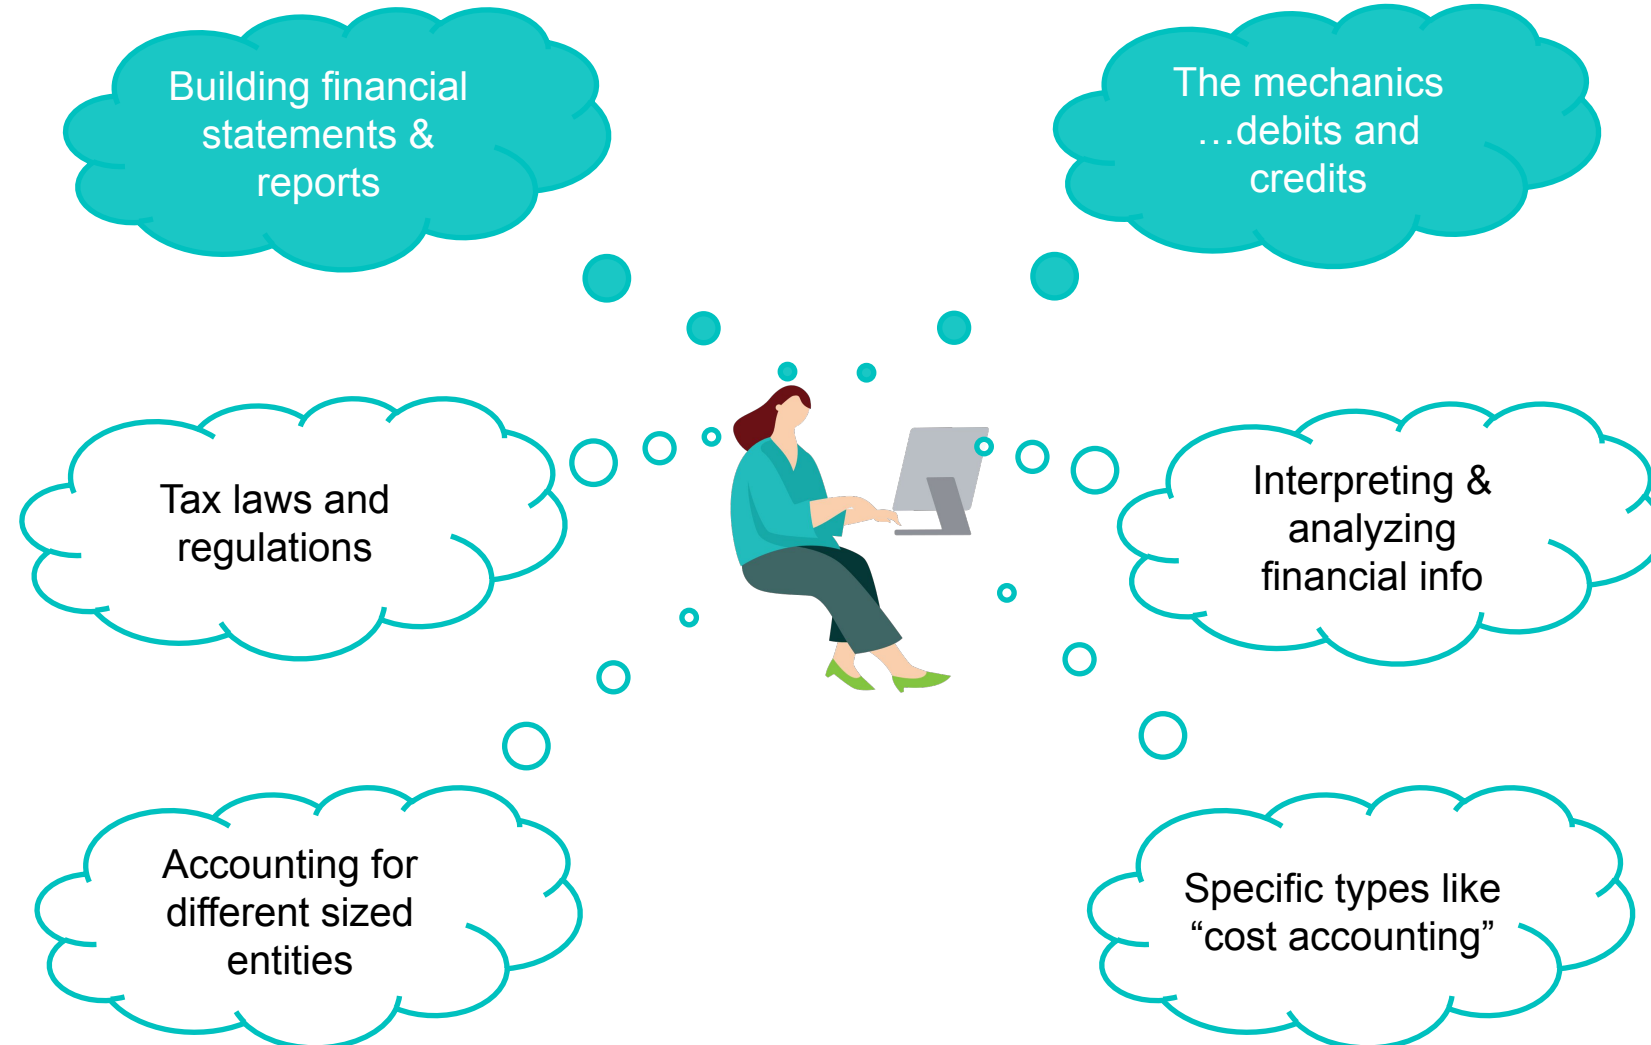 Building financial
statements &
reports
The mechanics
…debits and
credits
Tax laws and
regulations
Interpreting &
analyzing
financial info
Accounting for
different sized
entities
Specific types like
“cost accounting”